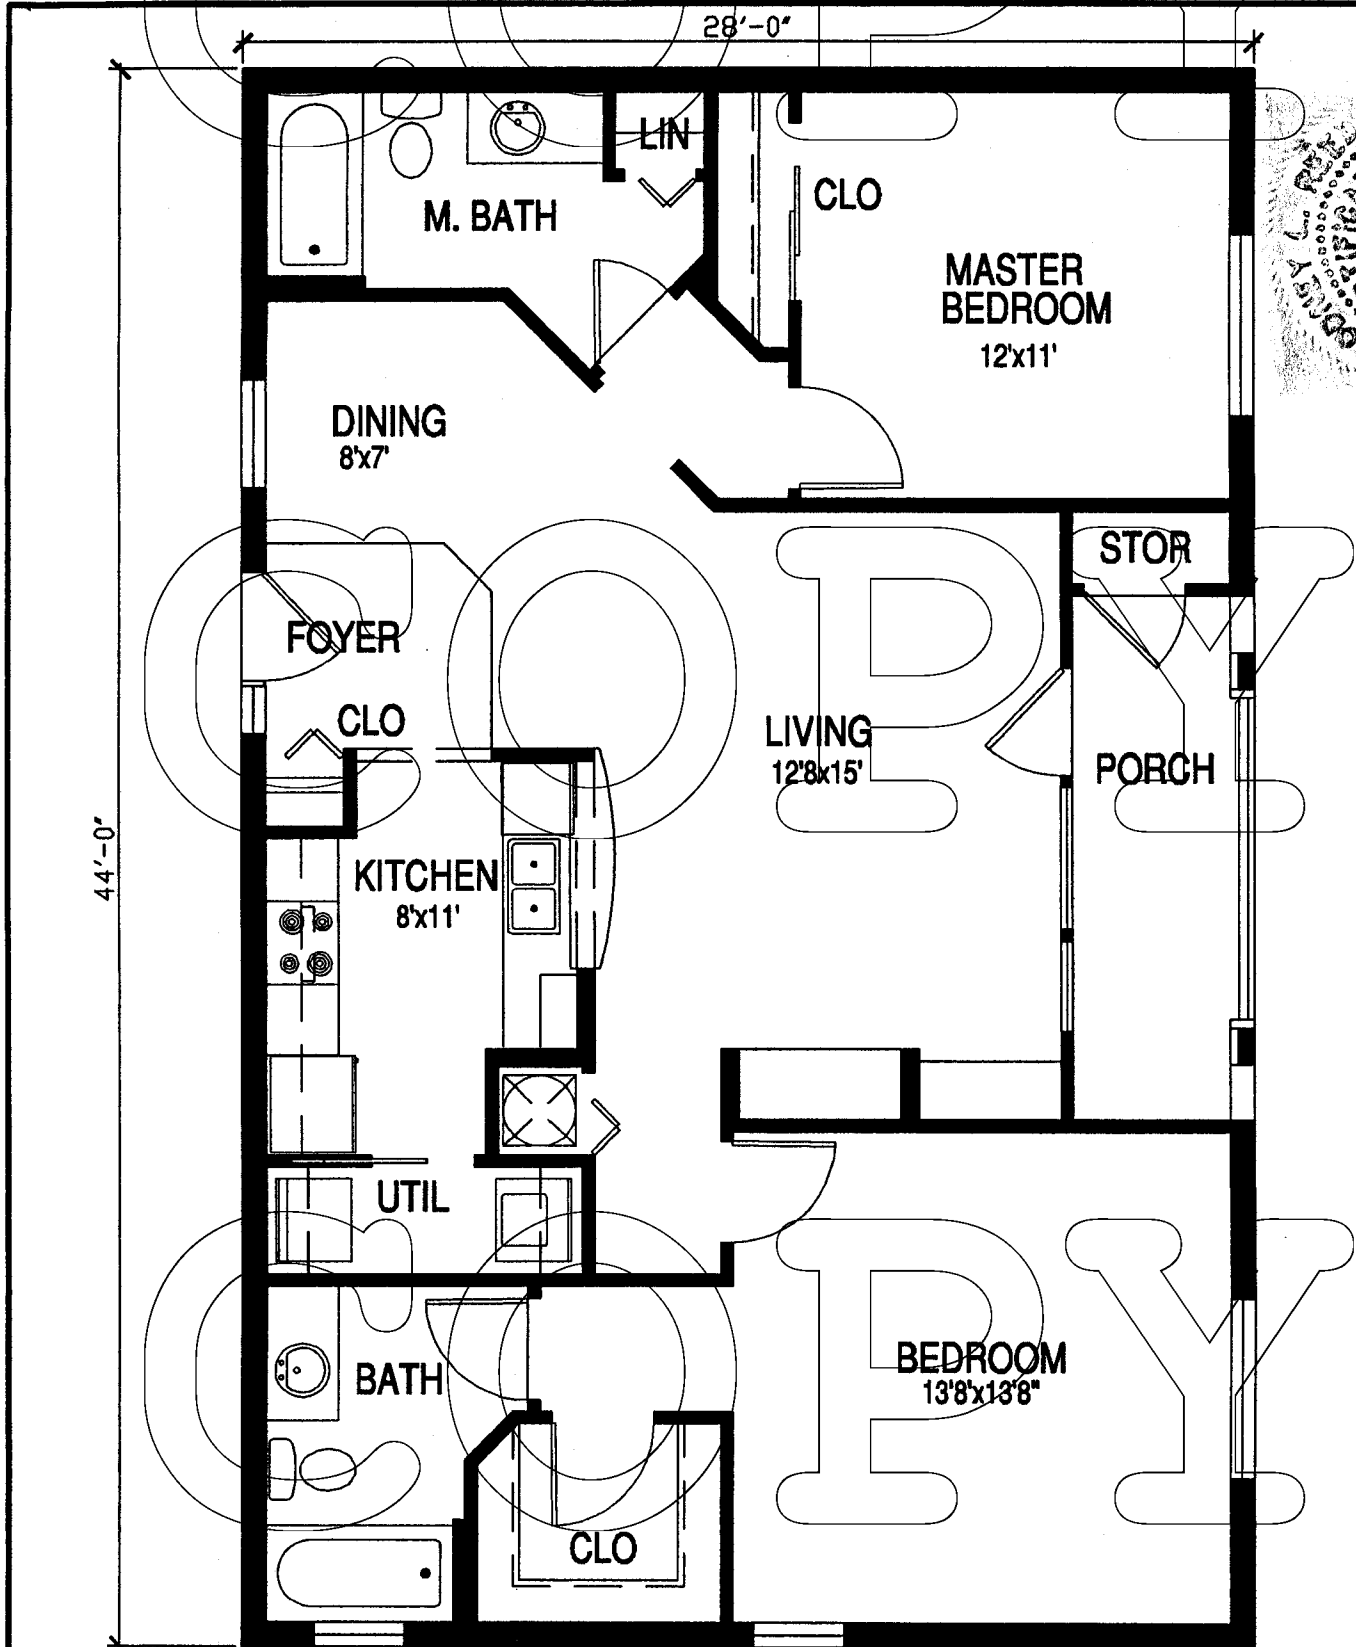 28'-0"
LIN
CLO
M. BATH
MASTER
BEDROOM
12'x11'
DINING
8'x7'
STOR
FOYER
CLO
LIVING
12'8x15'
PORCH
44'-0"
KITCHEN
8'x11'
UTIL
BEDROOM
13'8'x13'8"
BATH
CLO
COPY
COPY